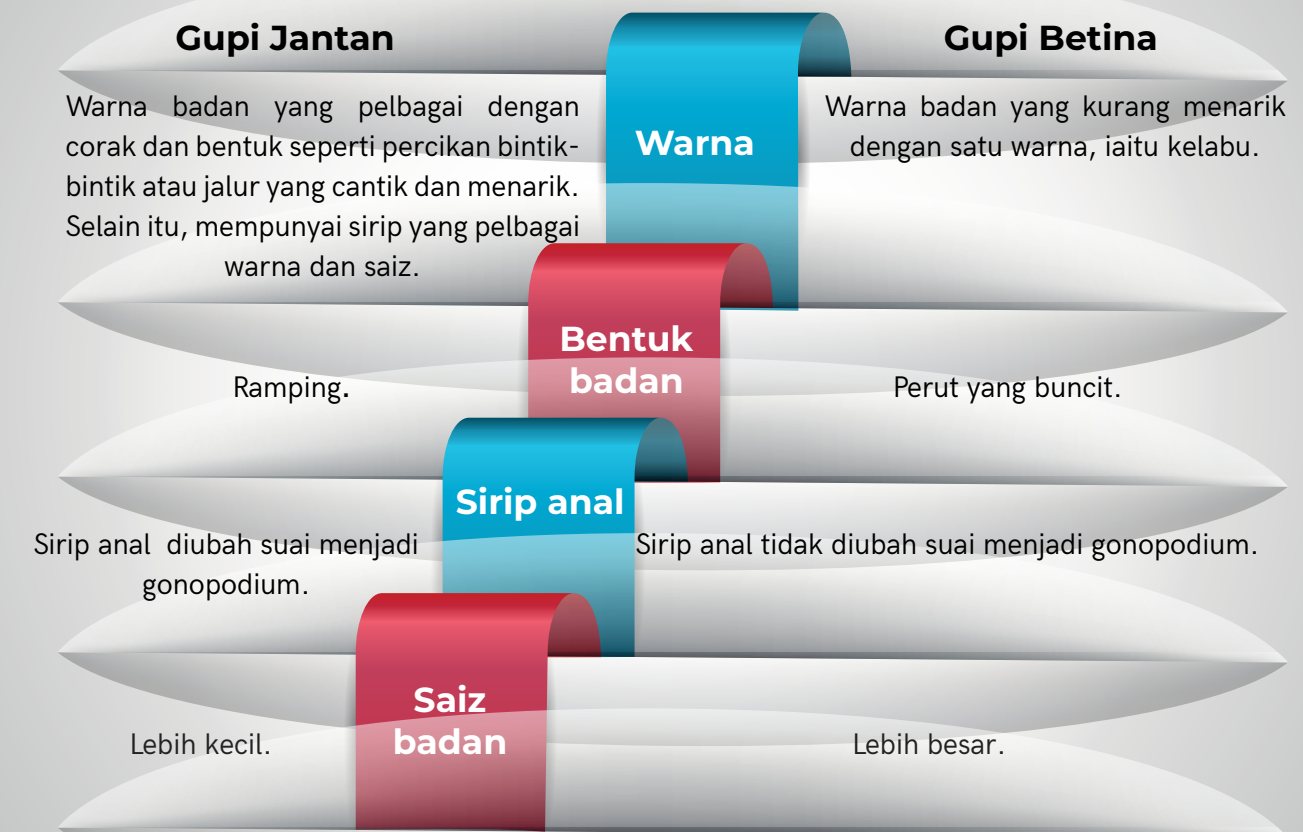 Gupi Jantan
Gupi Betina
Warna badan yang pelbagai dengan
corak dan bentuk seperti percikan bintik-
bintik atau jalur yang cantik dan menarik.
Selain itu, mempunyai sirip yang pelbagai
warna dan saiz.
Warna
Warna badan yang kurang menarik
dengan satu warna, iaitu kelabu.
Ramping.
Bentuk
badan
Perut yang buncit.
Sirip anal diubah suai menjadi
gonopodium.
Sirip anal
Sirip anal tidak diubah suai menjadi gonopodium.
Lebih kecil.
Saiz
badan
Lebih besar.